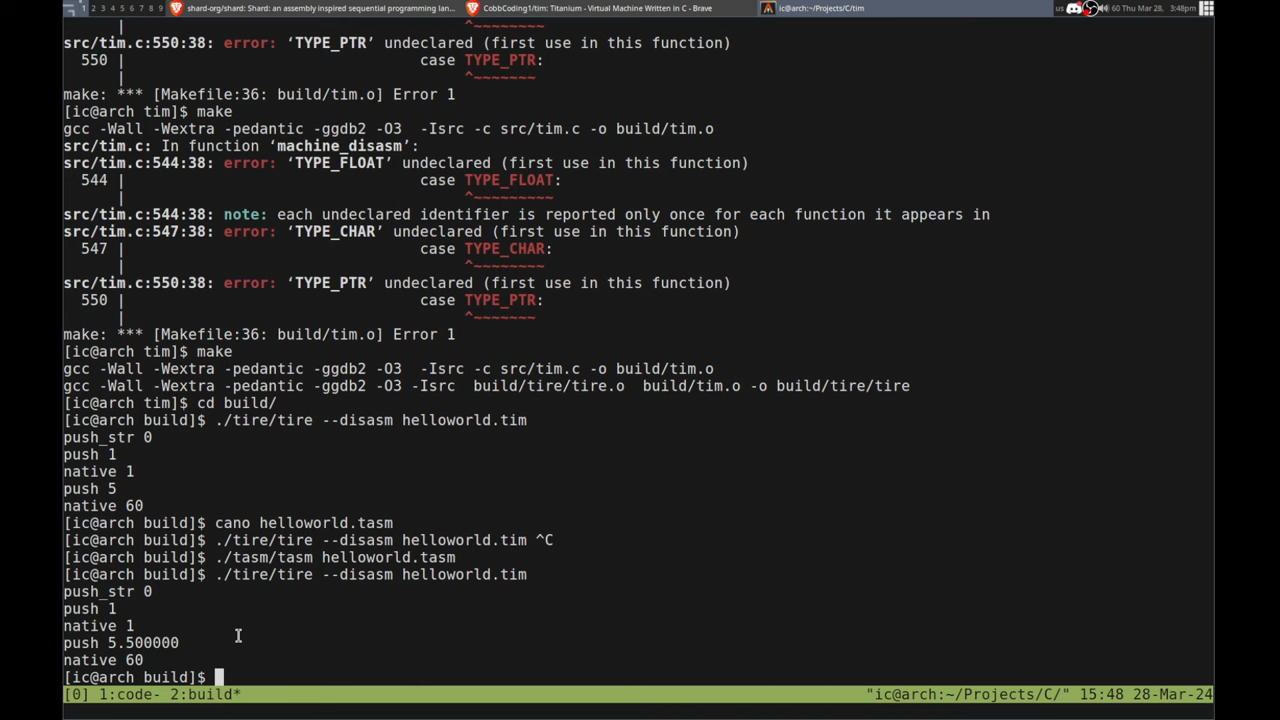 1 2 3 4 5 6 7 8 9 shard-org/shard: Shard: an assembly inspired sequential programming lan... CobbCoding1/tim: Titanium - Virtual Machine Written in C - Brave ic@arch:~/Projects/C/tim us 60 Thu Mar 28, 3:48pm
| ^~~~~~~~~
src/tim.c:550:38: error: ‘TYPE_PTR’ undeclared (first use in this function)
550 | case TYPE_PTR:
| ^~~~~~~~
make: *** [Makefile:36: build/tim.o] Error 1
[ic@arch tim]$ make
gcc -Wall -Wextra -pedantic -ggdb2 -O3 -Isrc -c src/tim.c -o build/tim.o
src/tim.c: In function ‘machine_disasm’:
src/tim.c:544:38: error: ‘TYPE_FLOAT’ undeclared (first use in this function)
544 | case TYPE_FLOAT:
| ^~~~~~~~~~
src/tim.c:544:38: note: each undeclared identifier is reported only once for each function it appears in
src/tim.c:547:38: error: ‘TYPE_CHAR’ undeclared (first use in this function)
547 | case TYPE_CHAR:
| ^~~~~~~~~
src/tim.c:550:38: error: ‘TYPE_PTR’ undeclared (first use in this function)
550 | case TYPE_PTR:
| ^~~~~~~~
make: *** [Makefile:36: build/tim.o] Error 1
[ic@arch tim]$ make
gcc -Wall -Wextra -pedantic -ggdb2 -O3 -Isrc -c src/tim.c -o build/tim.o
gcc -Wall -Wextra -pedantic -ggdb2 -O3 -Isrc build/tire/tire.o build/tim.o -o build/tire/tire
[ic@arch tim]$ cd build/
[ic@arch build]$ ./tire/tire --disasm helloworld.tim
push_str 0
push 1
native 1
push 5
native 60
[ic@arch build]$ cano helloworld.tasm
[ic@arch build]$ ./tire/tire --disasm helloworld.tim ^C
[ic@arch build]$ ./tasm/tasm helloworld.tasm
[ic@arch build]$ ./tire/tire --disasm helloworld.tim
push_str 0
push 1
native 1
push 5.500000
native 60
[ic@arch build]$
[0] 1:code- 2:build* "ic@arch:~/Projects/C/" 15:48 28-Mar-24